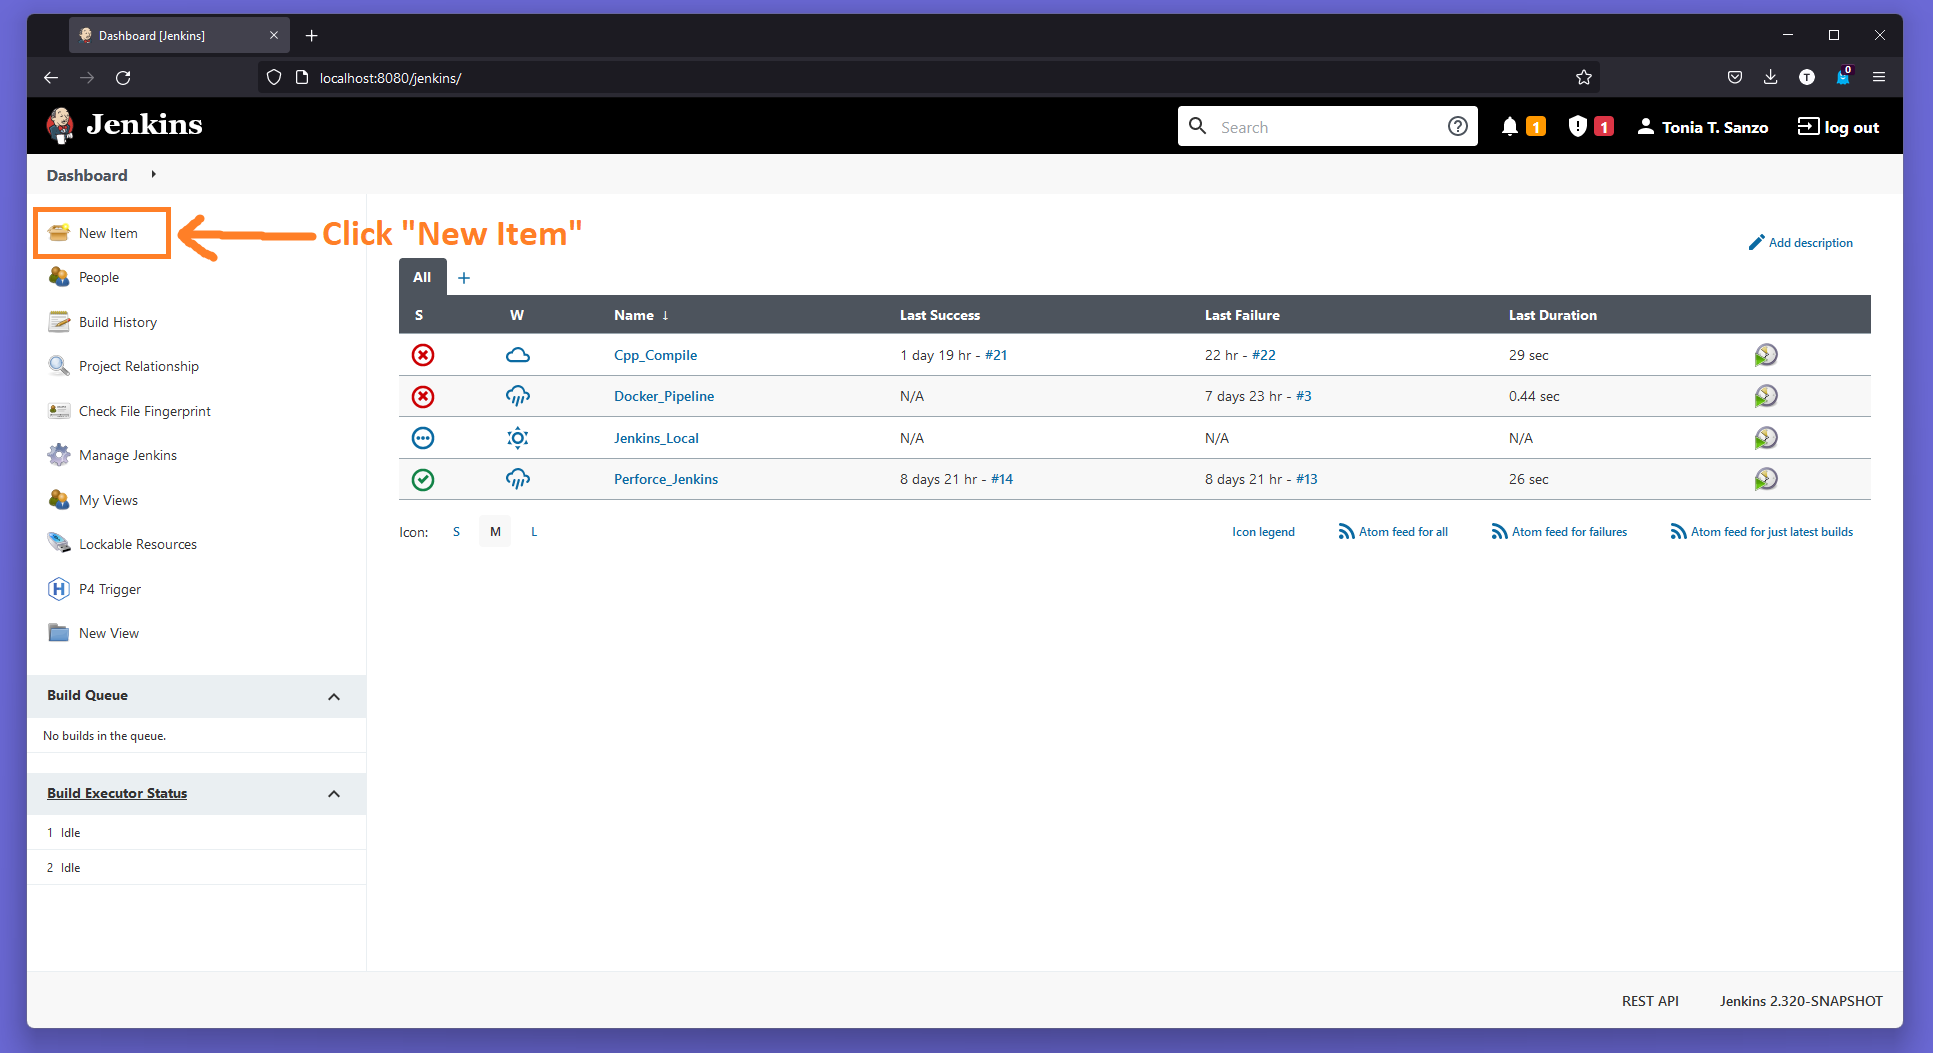 Dashboard [Jenkins]
localhost:8080/jenkins/
T
0
Jenkins
Search
1
1
Tonia T. Sanzo
log out
Dashboard
New Item
Click "New Item"
People
Build History
Project Relationship
Check File Fingerprint
Manage Jenkins
My Views
Lockable Resources
P4 Trigger
New View
Add description
All +
S W Name ↓ Last Success Last Failure Last Duration
Cpp_Compile 1 day 19 hr - #21 22 hr - #22 29 sec
Docker_Pipeline N/A 7 days 23 hr - #3 0.44 sec
Jenkins_Local N/A N/A N/A
Perforce_Jenkins 8 days 21 hr - #14 8 days 21 hr - #13 26 sec
Icon: S M L
Icon legend
Atom feed for all
Atom feed for failures
Atom feed for just latest builds
Build Queue
No builds in the queue.
Build Executor Status
1 Idle
2 Idle
REST API
Jenkins 2.320-SNAPSHOT